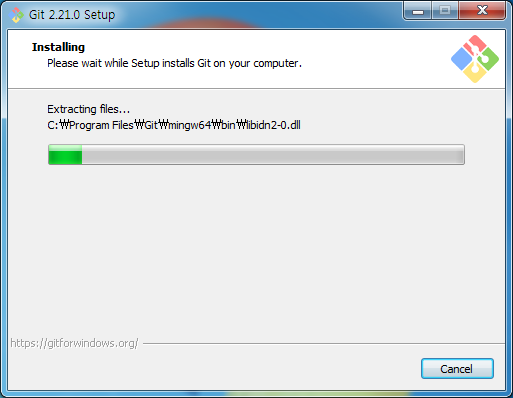 Git 2.21.0 Setup
Installing
Please wait while Setup installs Git on your computer.
Extracting files...
C:₩Program Files₩Git₩mingw64₩bin₩libidn2-0.dll
https://gitforwindows.org/
Cancel